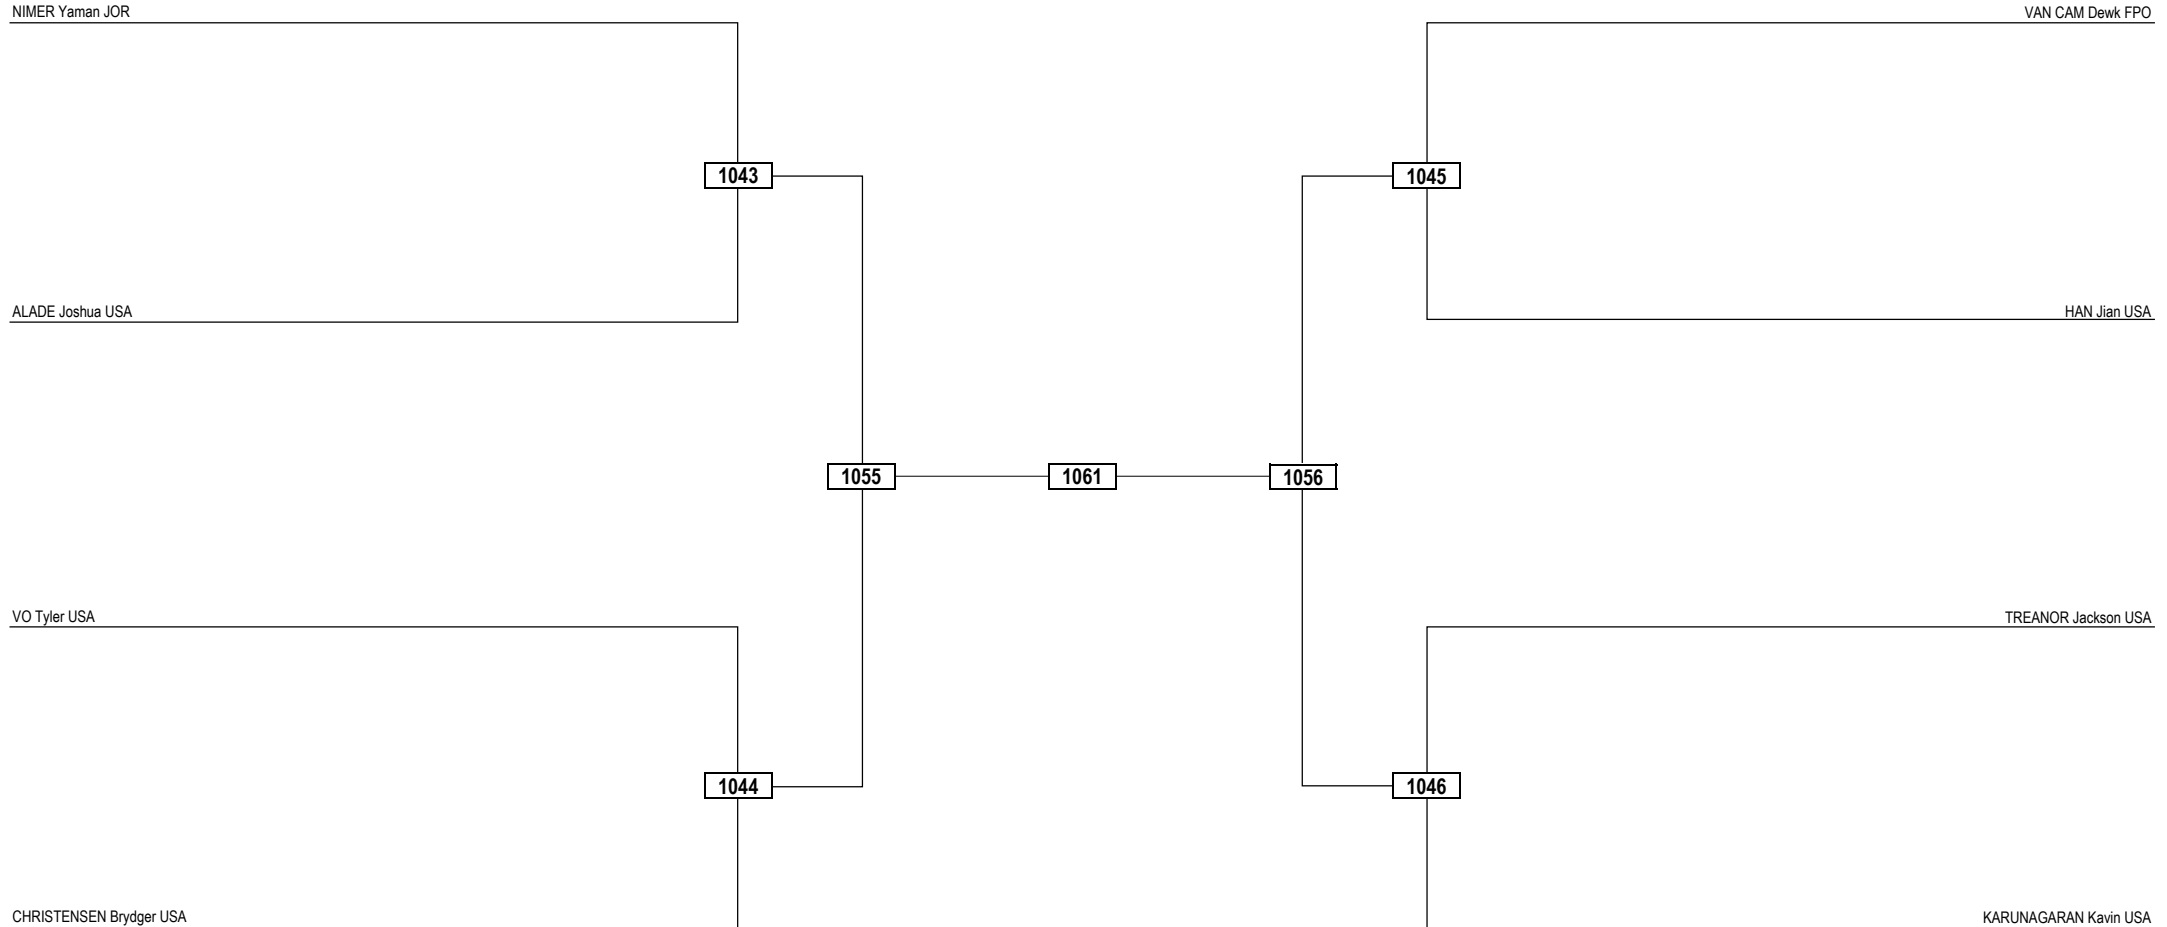 NIMER Yaman JOR
VAN CAM Dewk FPO
1043
1045
ALADE Joshua USA
HAN Jian USA
1055
1061
1056
VO Tyler USA
TREANOR Jackson USA
1044
1046
CHRISTENSEN Brydger USA
KARUNAGARAN Kavin USA